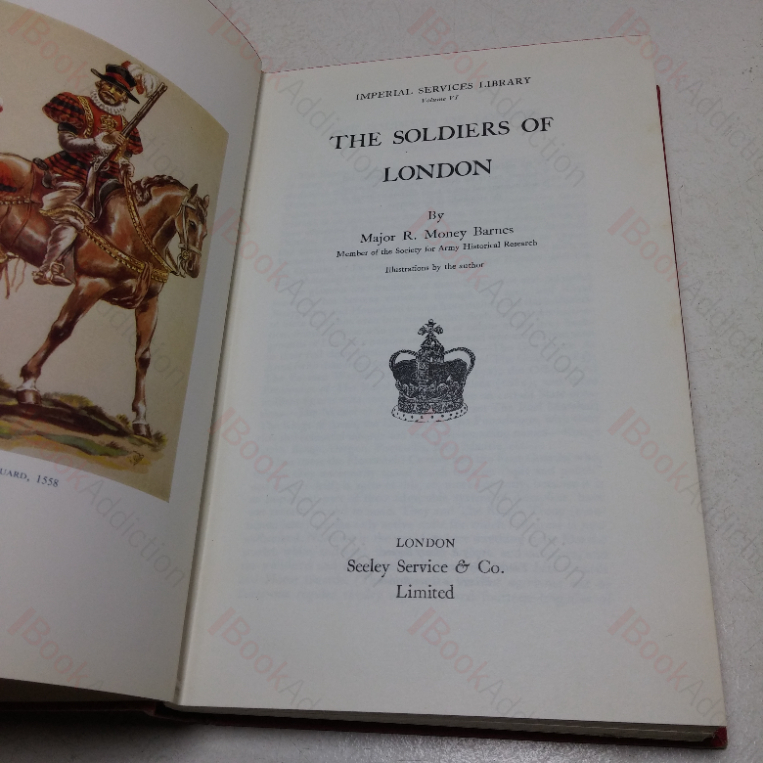 UARD, 1558
IMPERIAL SERVICES LIBRARY
Volume VI
THE SOLDIERS OF
LONDON
By
Major R. Money Barnes
Member of the Society for Army Historical Research
Illustrations by the author
LONDON
Seeley Service & Co.
Limited
BookAddiction